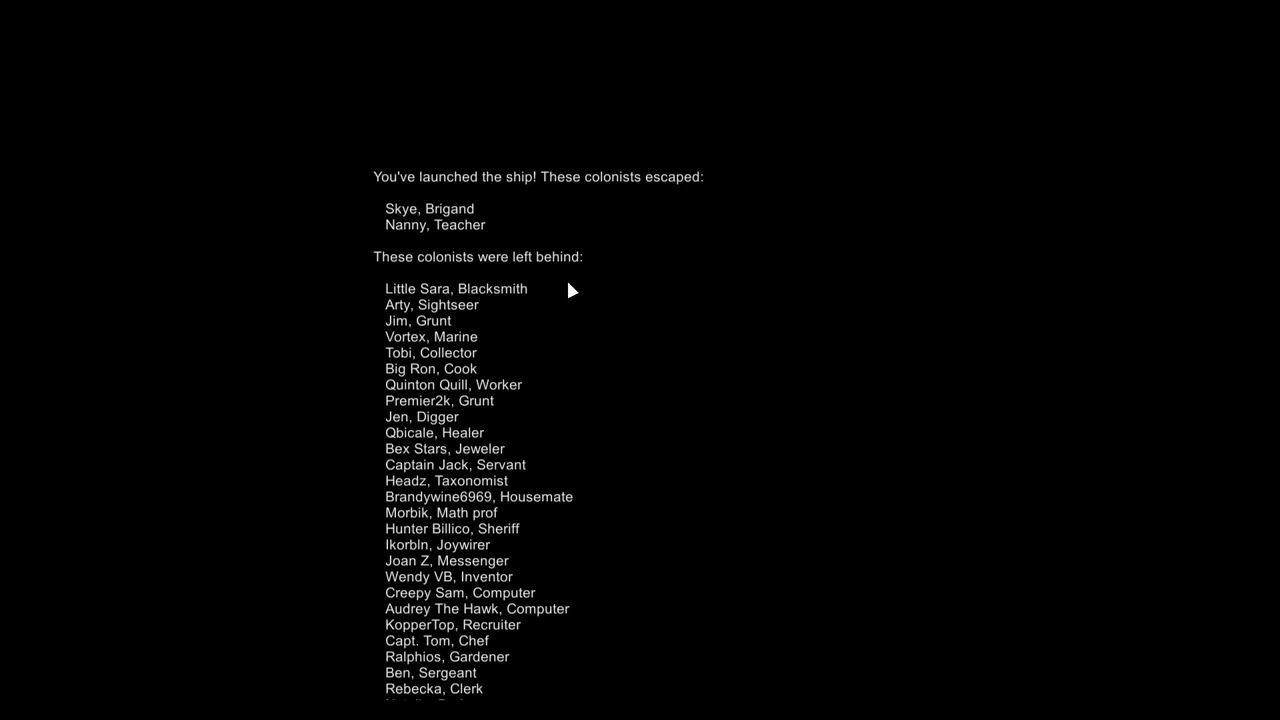 You've launched the ship! These colonists escaped:
Skye, Brigand
Nanny, Teacher
These colonists were left behind:
Little Sara, Blacksmith
Arty, Sightseer
Jim, Grunt
Vortex, Marine
Tobi, Collector
Big Ron, Cook
Quinton Quill, Worker
Premier2k, Grunt
Jen, Digger
Qbicale, Healer
Bex Stars, Jeweler
Captain Jack, Servant
Headz, Taxonomist
Brandywine6969, Housemate
Morbik, Math prof
Hunter Billico, Sheriff
Ikorbln, Joywirer
Joan Z, Messenger
Wendy VB, Inventor
Creepy Sam, Computer
Audrey The Hawk, Computer
KopperTop, Recruiter
Capt. Tom, Chef
Ralphios, Gardener
Ben, Sergeant
Rebecka, Clerk